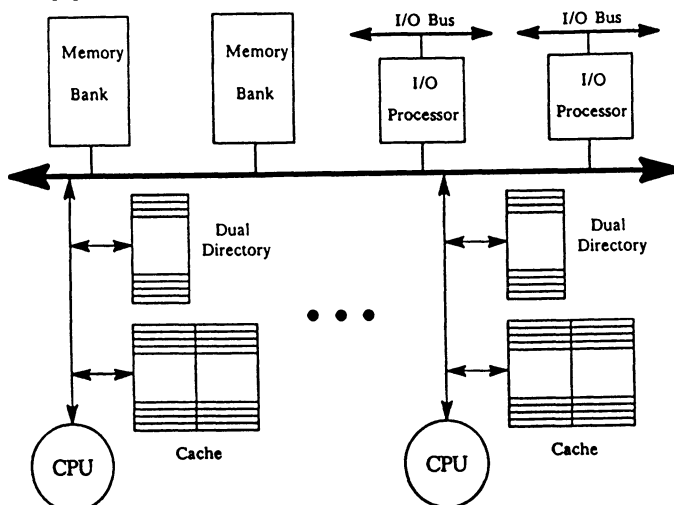 I/O Bus
I/O Bus
Memory
Bank
Memory
Bank
I/O
Processor
I/O
Processor
Dual
Directory
Dual
Directory
Cache
Cache
CPU
CPU